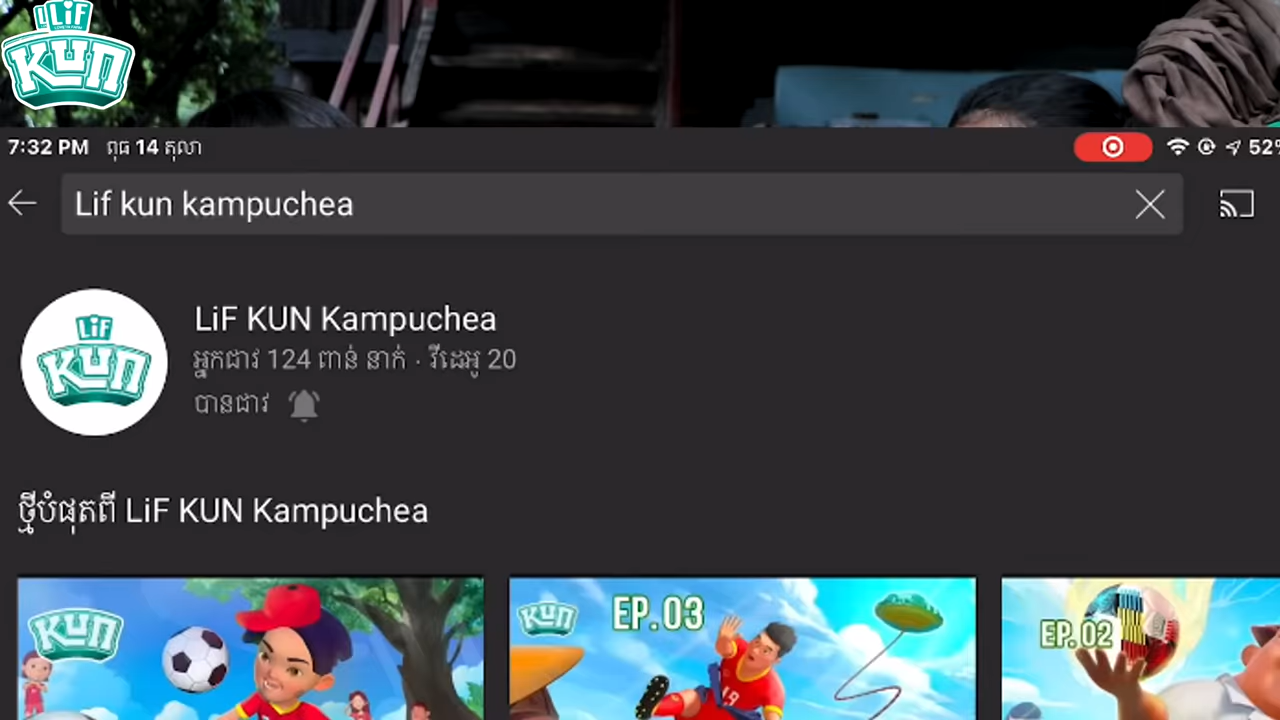 LiF
KUN
7:32 PM ពុធ 14 តុលា
52%
Lif kun kampuchea
LiF
KUN
LiF KUN Kampuchea
អ្នកជាវ 124 ពាន់ នាក់ · វីដេអូ 20
បានជាវ
ថ្មីបំផុតពី LiF KUN Kampuchea
KUN
KUN
EP.03
18
EP.02